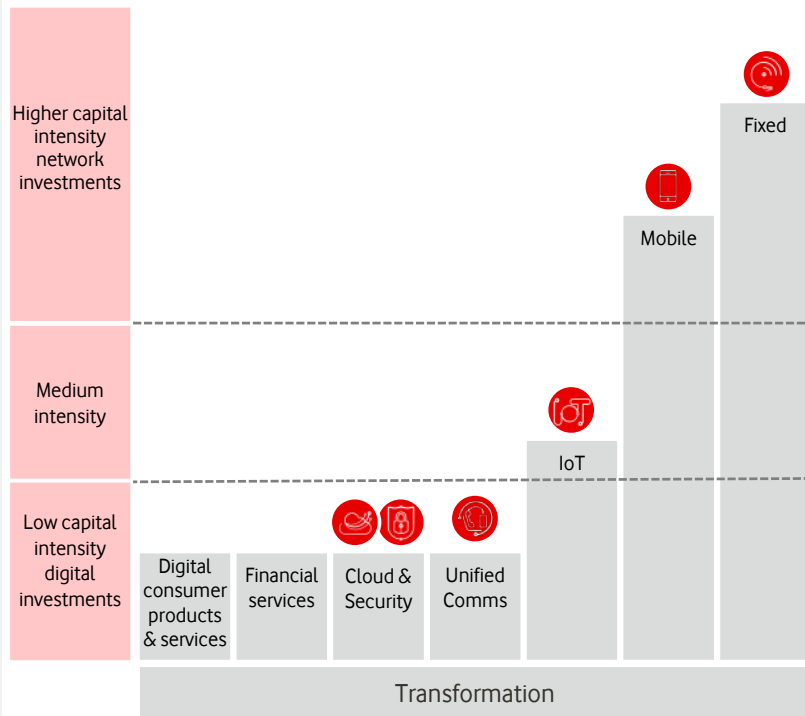 Higher capital
intensity
network
investments
Medium
intensity
Low capital
intensity
digital
investments
Fixed
Mobile
IoT
IoT
Digital
consumer
products
& services
Financial
services
Cloud &
Security
Unified
Comms
Transformation